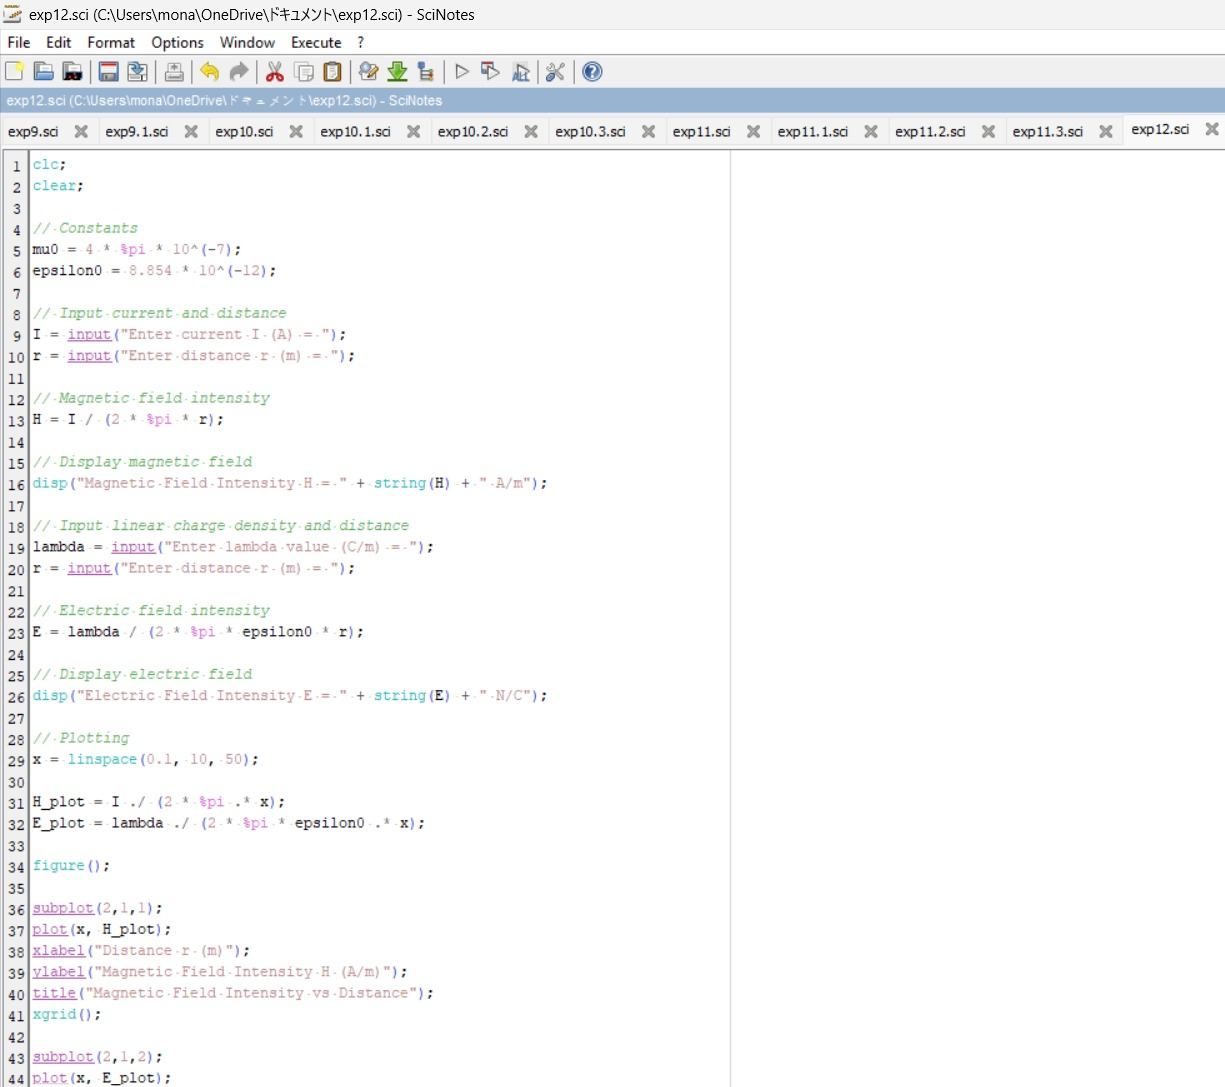 exp12.sci (C:\Users\mona\OneDrive\ドキュメント\exp12.sci) - SciNotes
File Edit Format Options Window Execute ?
exp12.sci (C:\Users\mona\OneDrive\ドキュメント\exp12.sci) - SciNotes
exp9.sci exp9.1.sci exp10.sci exp10.1.sci exp10.2.sci exp10.3.sci exp11.sci exp11.1.sci exp11.2.sci exp11.3.sci exp12.sci
1 clc;
2 clear;
3
4 // Constants
5 mu0 = 4 * %pi * 10^(-7);
6 epsilon0 = 8.854 * 10^(-12);
7
8 // Input current and distance
9 I = input("Enter current I (A) = ");
10 r = input("Enter distance r (m) = ");
11
12 // Magnetic field intensity
13 H = I / (2 * %pi * r);
14
15 // Display magnetic field
16 disp("Magnetic Field Intensity H = " + string(H) + " A/m");
17
18 // Input linear charge density and distance
19 lambda = input("Enter lambda value (C/m) = ");
20 r = input("Enter distance r (m) = ");
21
22 // Electric field intensity
23 E = lambda / (2 * %pi * epsilon0 * r);
24
25 // Display electric field
26 disp("Electric Field Intensity E = " + string(E) + " N/C");
27
28 // Plotting
29 x = linspace(0.1, 10, 50);
30
31 H_plot = I ./ (2 * %pi .* x);
32 E_plot = lambda ./ (2 * %pi * epsilon0 .* x);
33
34 figure();
35
36 subplot(2,1,1);
37 plot(x, H_plot);
38 xlabel("Distance r (m)");
39 ylabel("Magnetic Field Intensity H (A/m)");
40 title("Magnetic Field Intensity vs Distance");
41 xgrid();
42
43 subplot(2,1,2);
44 plot(x, E_plot);